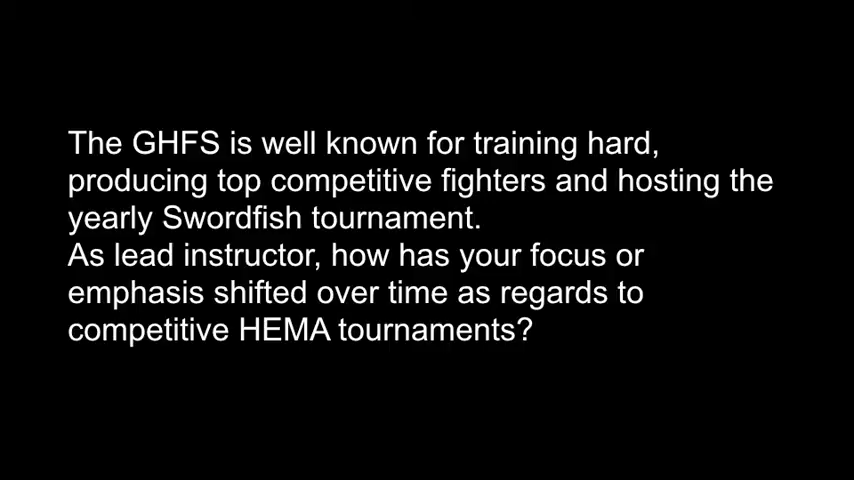 The GHFS is well known for training hard,
producing top competitive fighters and hosting the
yearly Swordfish tournament.
As lead instructor, how has your focus or
emphasis shifted over time as regards to
competitive HEMA tournaments?